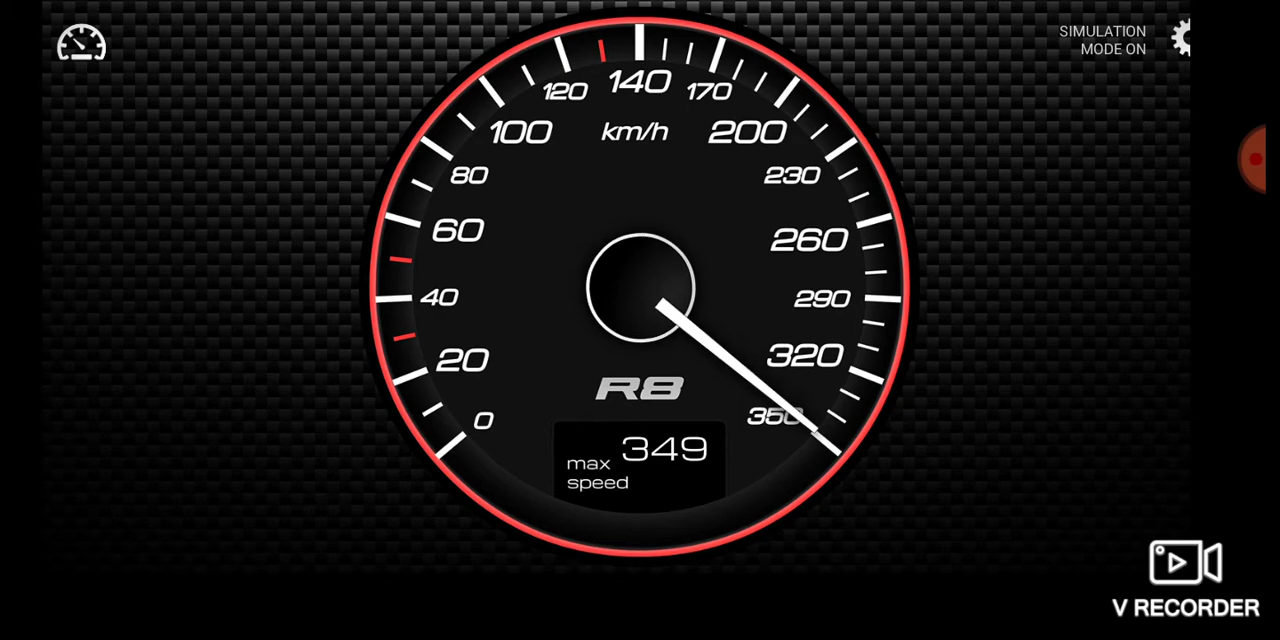 SIMULATION
MODE ON
120 140 170
100 km/h 200
80 230
60 260
40 290
20 320
0 350
R8
349
max
speed
V RECORDER